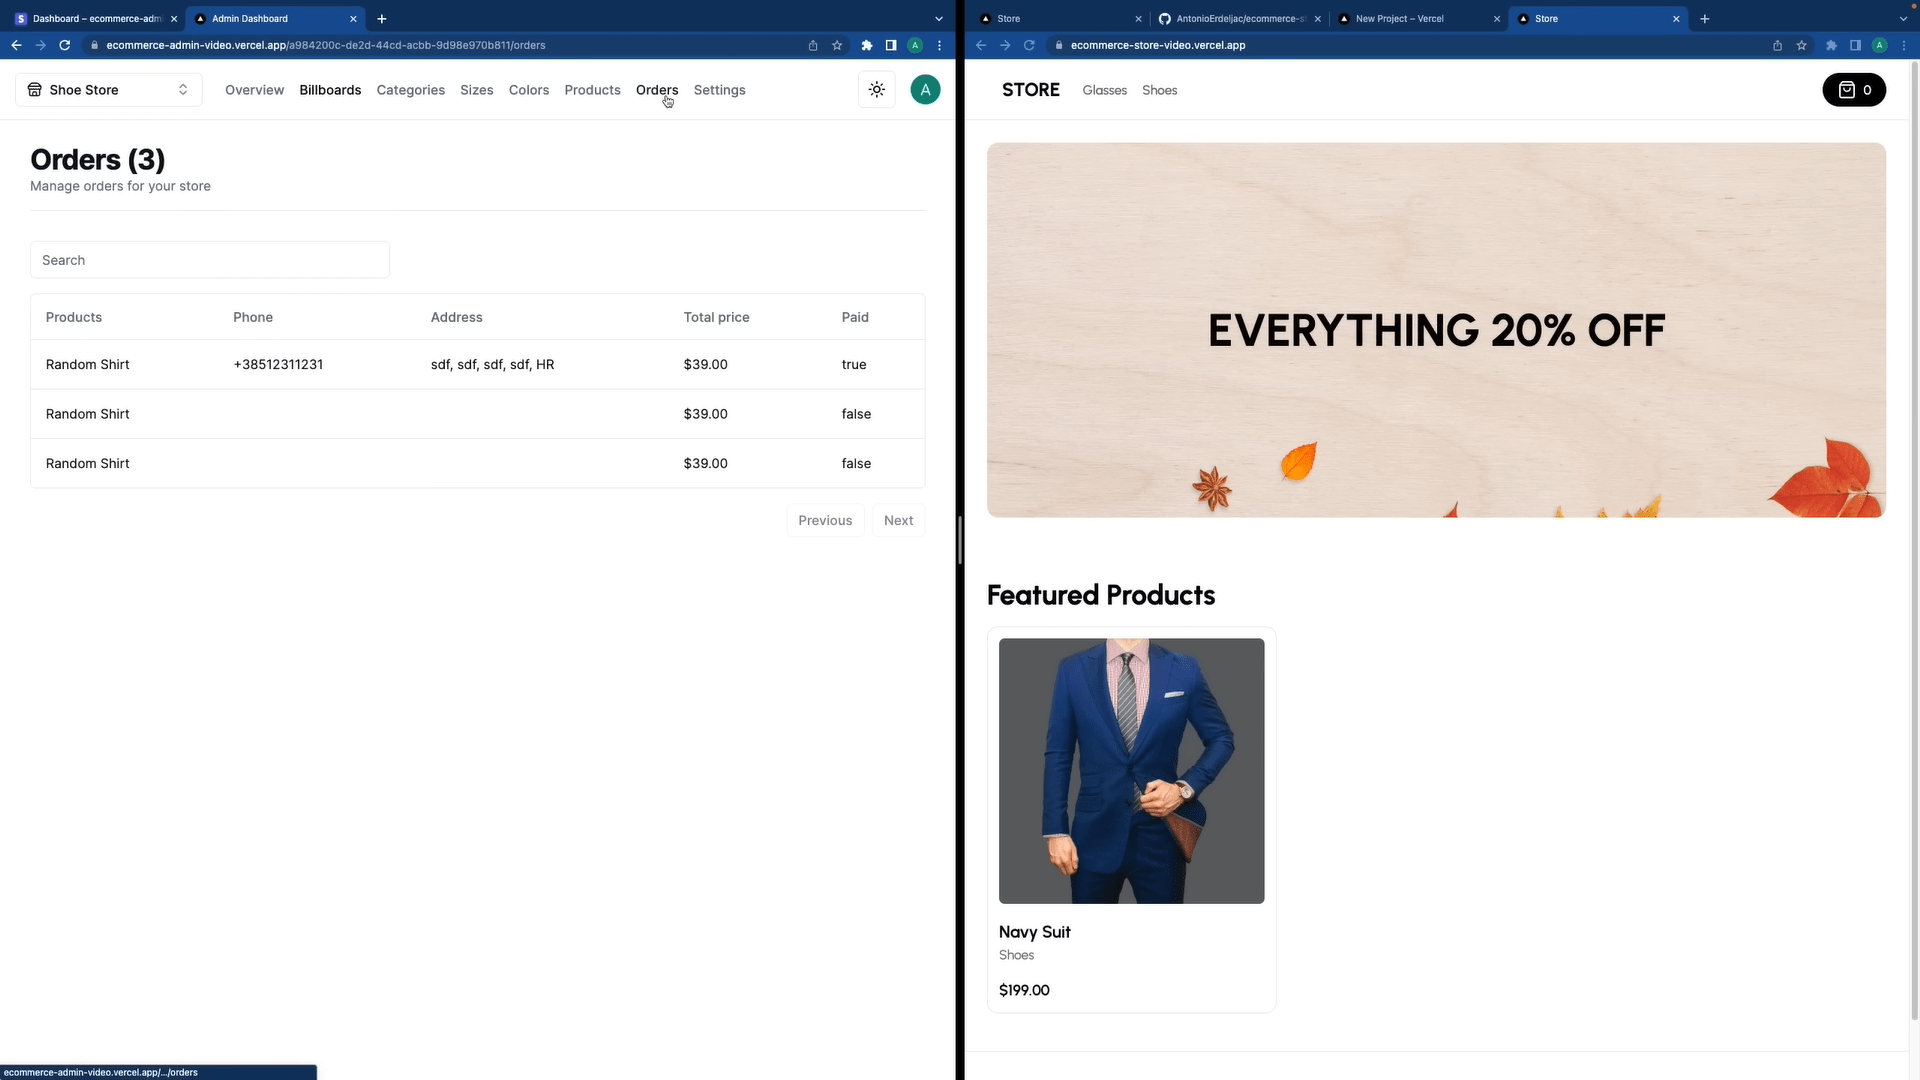 Dashboard – ecommerce-adm
Admin Dashboard
ecommerce-admin-video.vercel.app/a984200c-de2d-44cd-acbb-9d98e970b811/orders
A
Shoe Store
Overview
Billboards
Categories
Sizes
Colors
Products
Orders
Settings
A
Orders (3)
Manage orders for your store
Search
Products Phone Address Total price Paid
Random Shirt +38512311231 sdf, sdf, sdf, sdf, HR $39.00 true
Random Shirt $39.00 false
Random Shirt $39.00 false
Previous
Next
ecommerce-admin-video.vercel.app/.../orders
Store
AntonioErdeljac/ecommerce-s
New Project – Vercel
Store
ecommerce-store-video.vercel.app
A
STORE
Glasses
Shoes
0
EVERYTHING 20% OFF
Featured Products
Navy Suit
Shoes
$199.00